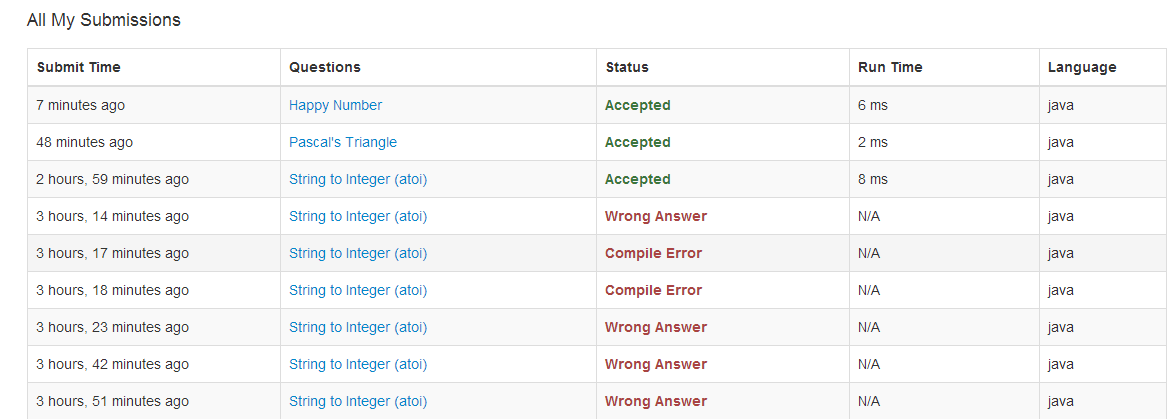 All My Submissions
Submit Time Questions Status Run Time Language
7 minutes ago Happy Number Accepted 6 ms java
48 minutes ago Pascal's Triangle Accepted 2 ms java
2 hours, 59 minutes ago String to Integer (atoi) Accepted 8 ms java
3 hours, 14 minutes ago String to Integer (atoi) Wrong Answer N/A java
3 hours, 17 minutes ago String to Integer (atoi) Compile Error N/A java
3 hours, 18 minutes ago String to Integer (atoi) Compile Error N/A java
3 hours, 23 minutes ago String to Integer (atoi) Wrong Answer N/A java
3 hours, 42 minutes ago String to Integer (atoi) Wrong Answer N/A java
3 hours, 51 minutes ago String to Integer (atoi) Wrong Answer N/A java